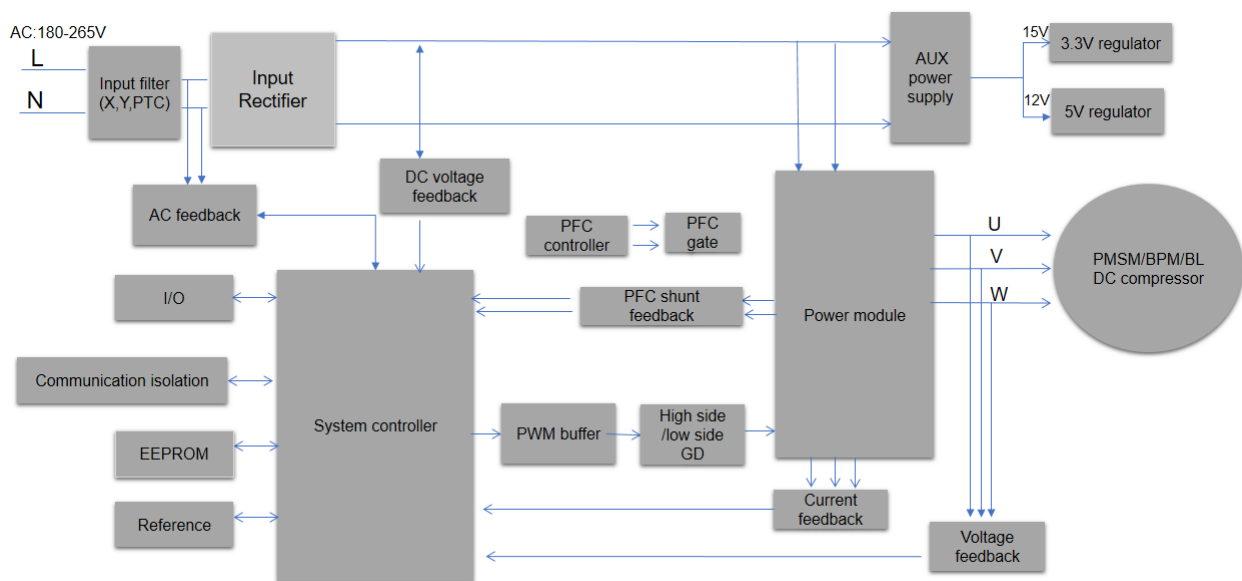 AC:180-265V
L
N
Input filter
(X,Y,PTC)
Input
Rectifier
AUX
power
supply
15V
3.3V regulator
12V
5V regulator
DC voltage
feedback
AC feedback
PFC
controller
PFC
gate
U
V
W
PMSM/BPM/BL
DC compressor
I/O
PFC shunt
feedback
Power module
Communication isolation
System controller
PWM buffer
High side
/low side
GD
EEPROM
Reference
Current
feedback
Voltage
feedback